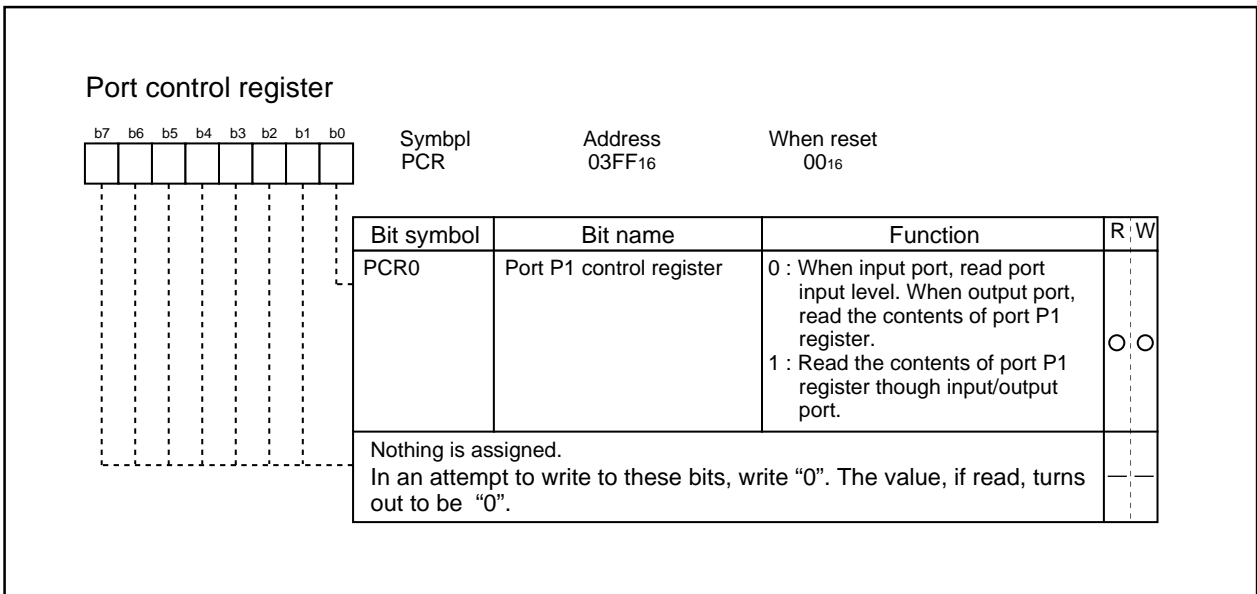 Port control register
b7 b6 b5 b4 b3 b2 b1 b0
Symbpl Address When reset
PCR 03FF16 0016
Bit symbol Bit name Function R W
PCR0 Port P1 control register 0 : When input port, read port
input level. When output port,
read the contents of port P1
register.
1 : Read the contents of port P1
register though input/output
port.
Nothing is assigned.
In an attempt to write to these bits, write “0”. The value, if read, turns
out to be “0”.